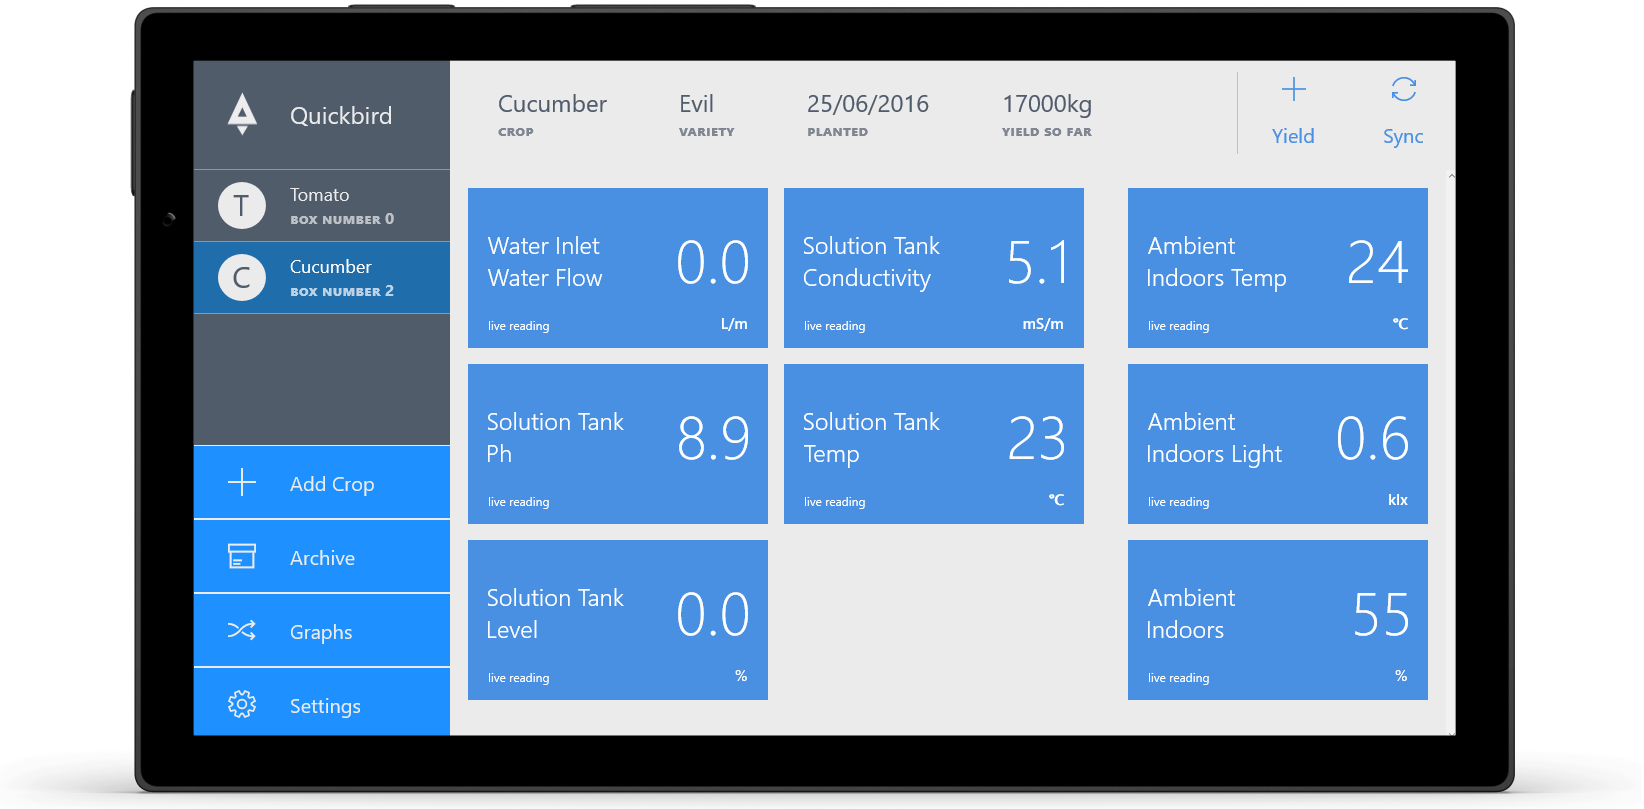 Quickbird
Tomato
BOX NUMBER 0
Cucumber
BOX NUMBER 2
Add Crop
Archive
Graphs
Settings
Cucumber
CROP
Evil
VARIETY
25/06/2016
PLANTED
17000kg
YIELD SO FAR
Yield
Sync
Water Inlet
Water Flow
0.0
live reading
L/m
Solution Tank
Conductivity
5.1
live reading
mS/m
Ambient
Indoors Temp
24
live reading
°C
Solution Tank
Ph
8.9
live reading
Solution Tank
Temp
23
live reading
°C
Ambient
Indoors Light
0.6
live reading
klx
Solution Tank
Level
0.0
live reading
%
Ambient
Indoors
55
live reading
%
T
C